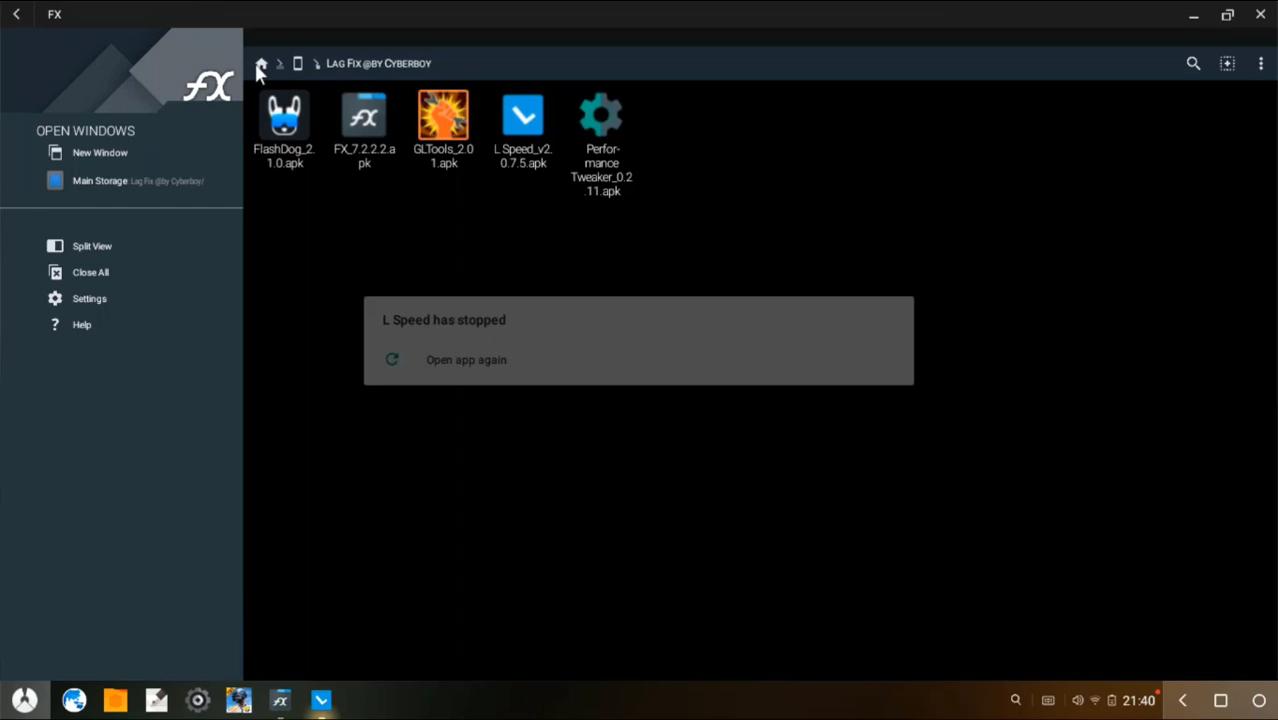 FX
FX
LAG FIX @BY CYBERBOY
OPEN WINDOWS
New Window
Main Storage: Lag Fix @by Cyberboy/
Split View
Close All
Settings
? Help
FlashDog_2.
1.0.apk
FX
FX_7.2.2.2.a
pk
GLTools_2.0
1.apk
L Speed_v2.
0.7.5.apk
Perfor-
mance
Tweaker_0.2
.11.apk
L Speed has stopped
Open app again
FX
21:40